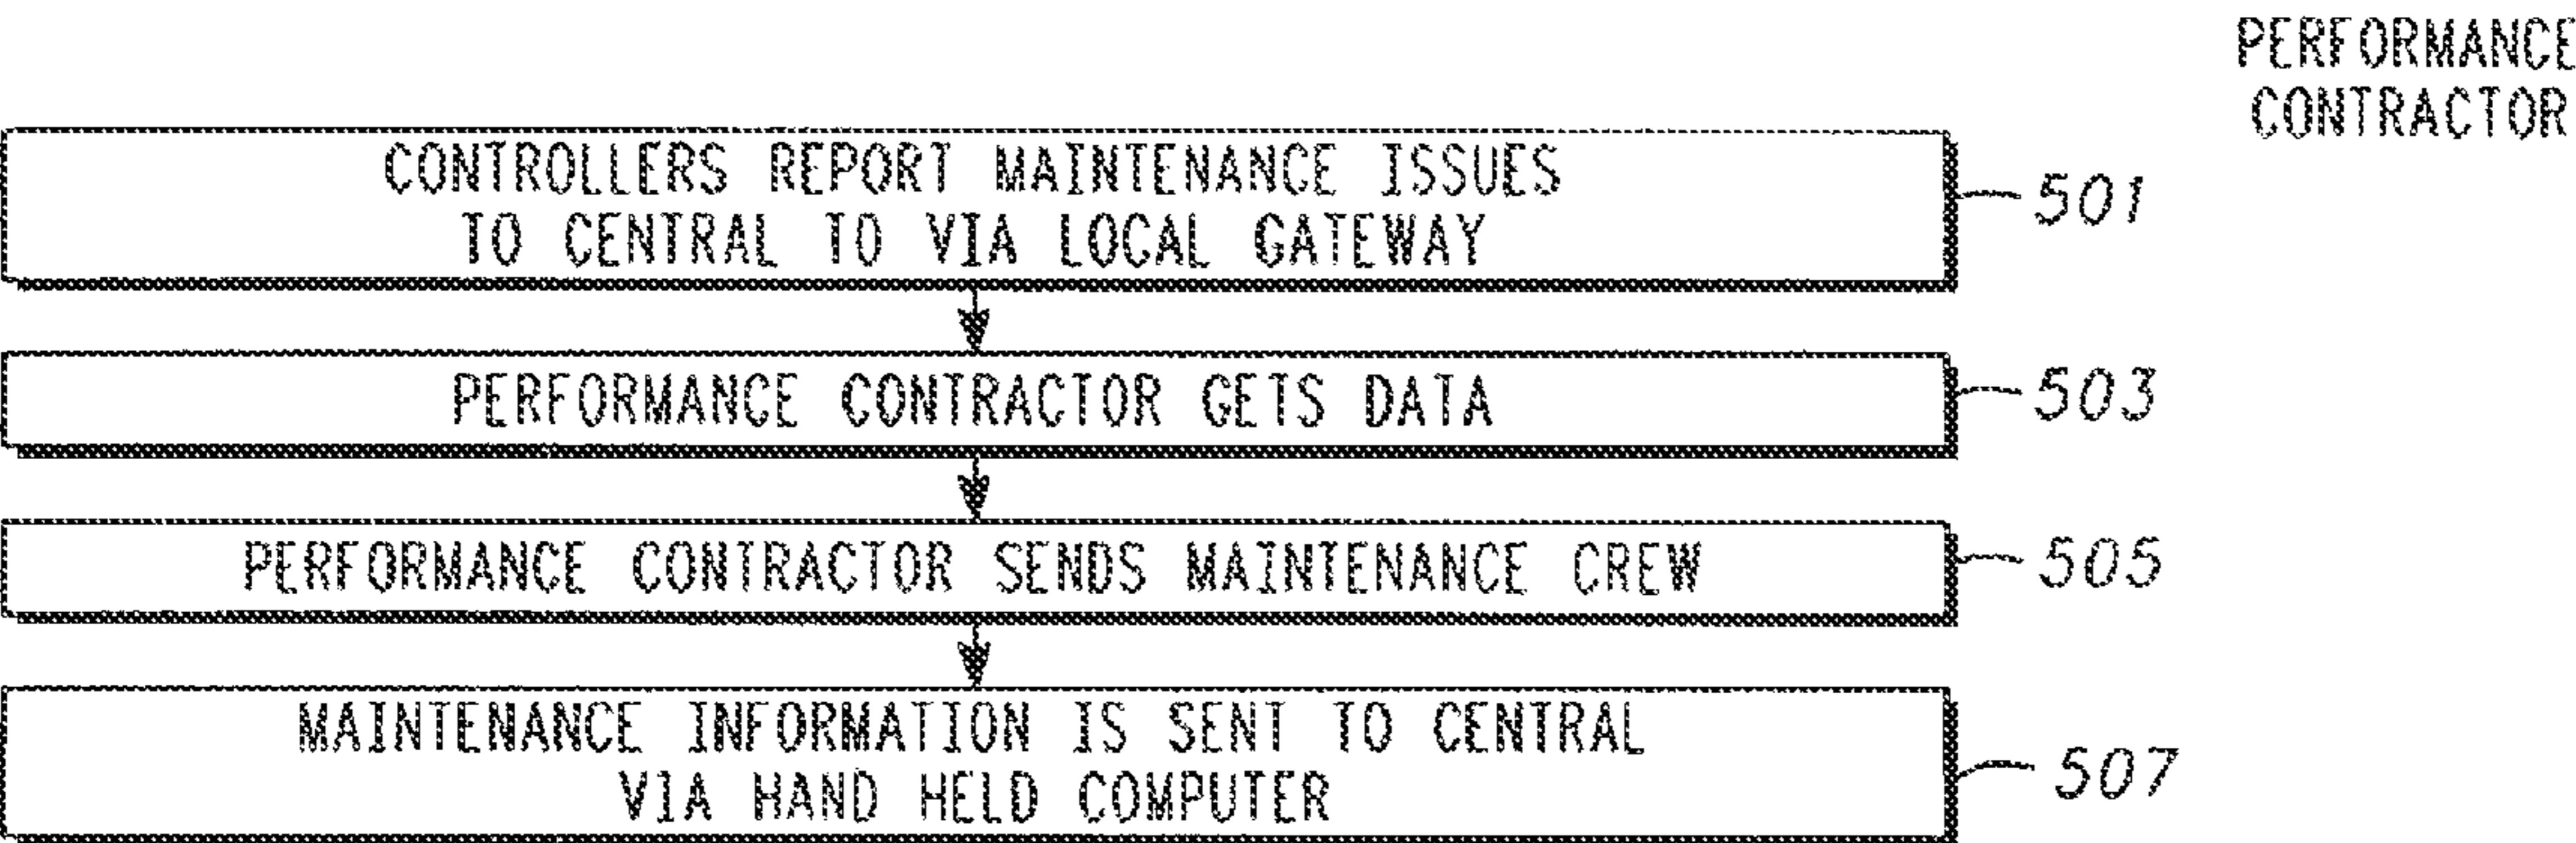 PERFORMANCE
CONTRACTOR
CONTROLLERS REPORT MAINTENANCE ISSUES
TO CENTRAL TO VIA LOCAL GATEWAY
501
PERFORMANCE CONTRACTOR GETS DATA
503
PERFORMANCE CONTRACTOR SENDS MAINTENANCE CREW
505
MAINTENANCE INFORMATION IS SENT TO CENTRAL
VIA HAND HELD COMPUTER
507